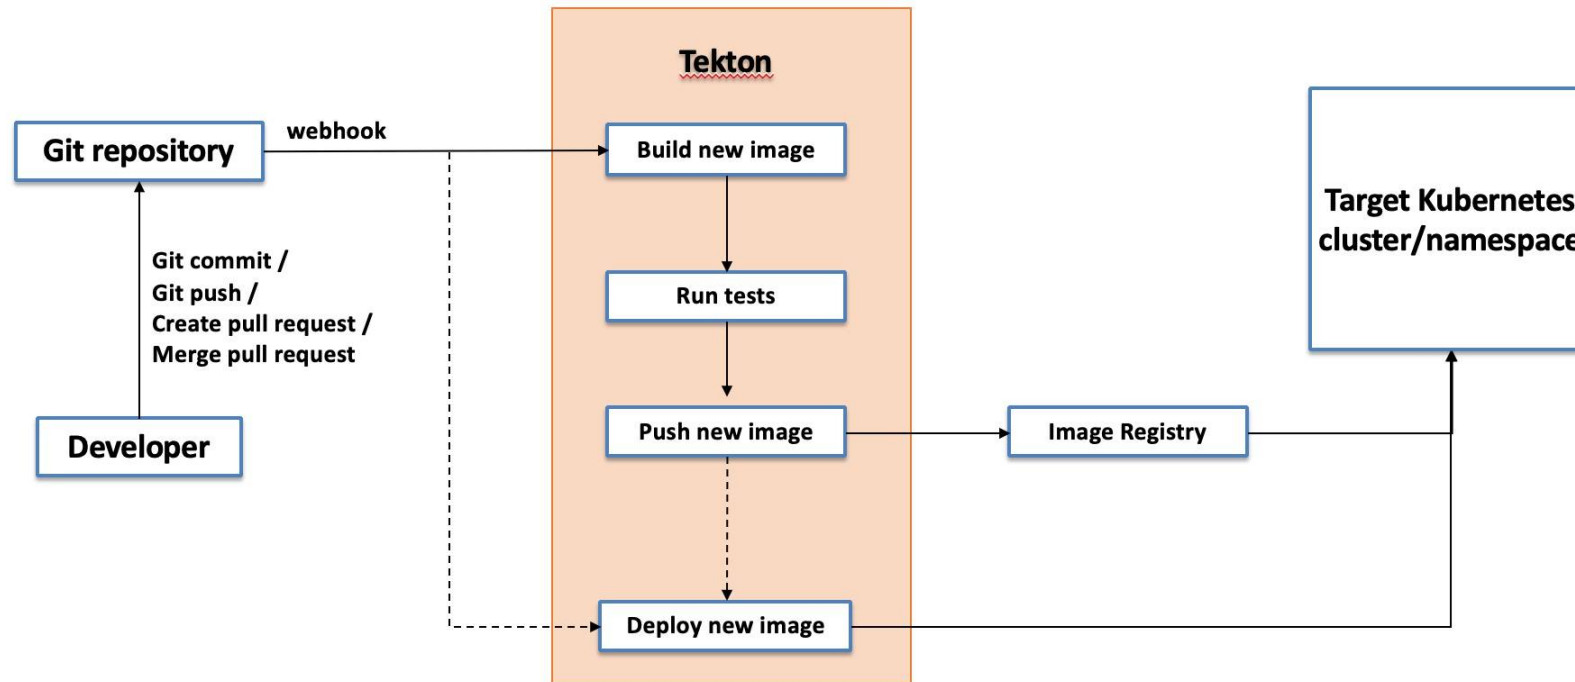 Tekton
webhook
Git repository
Build new image
Target Kubernetes
cluster/namespace
Git commit /
Git push /
Create pull request /
Merge pull request
Run tests
Developer
Push new image
Image Registry
Deploy new image